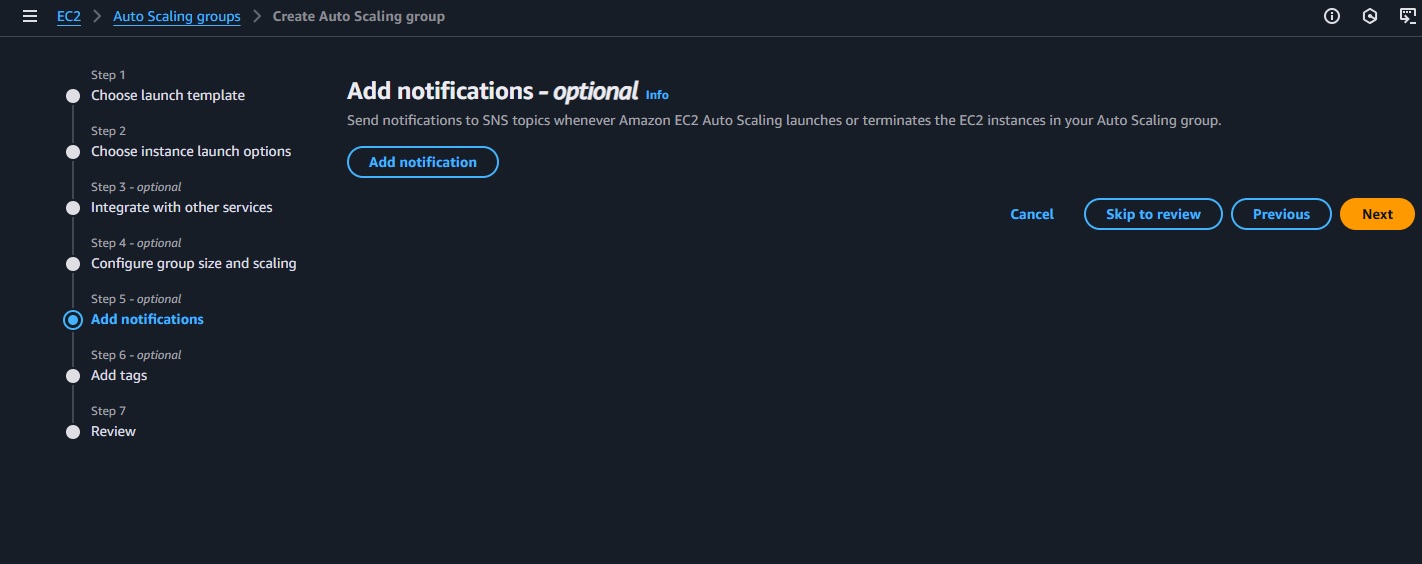 EC2 > Auto Scaling groups > Create Auto Scaling group
Step 1
Choose launch template
Step 2
Choose instance launch options
Step 3 - optional
Integrate with other services
Step 4 - optional
Configure group size and scaling
Step 5 - optional
Add notifications
Step 6 - optional
Add tags
Step 7
Review
Add notifications - optional Info
Send notifications to SNS topics whenever Amazon EC2 Auto Scaling launches or terminates the EC2 instances in your Auto Scaling group.
Add notification
Cancel Skip to review Previous Next